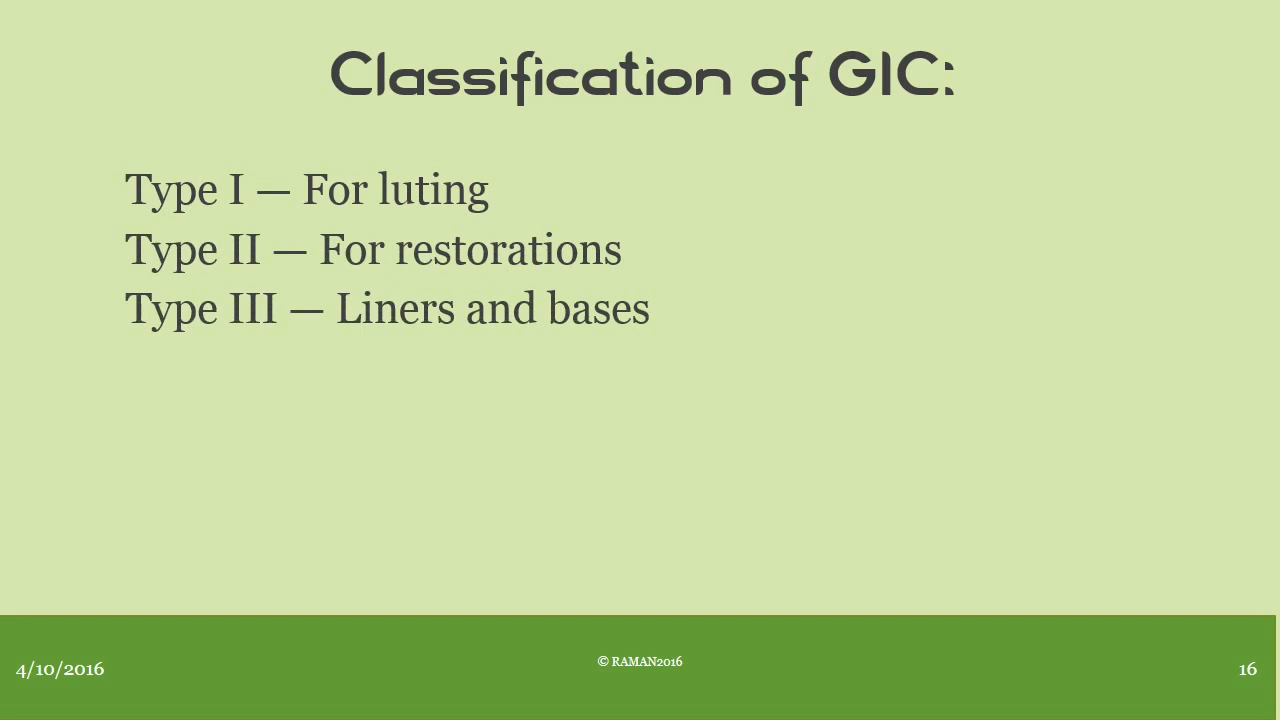 Classification of GIC:
Type I — For luting
Type II — For restorations
Type III — Liners and bases
4/10/2016
© RAMAN2016
16